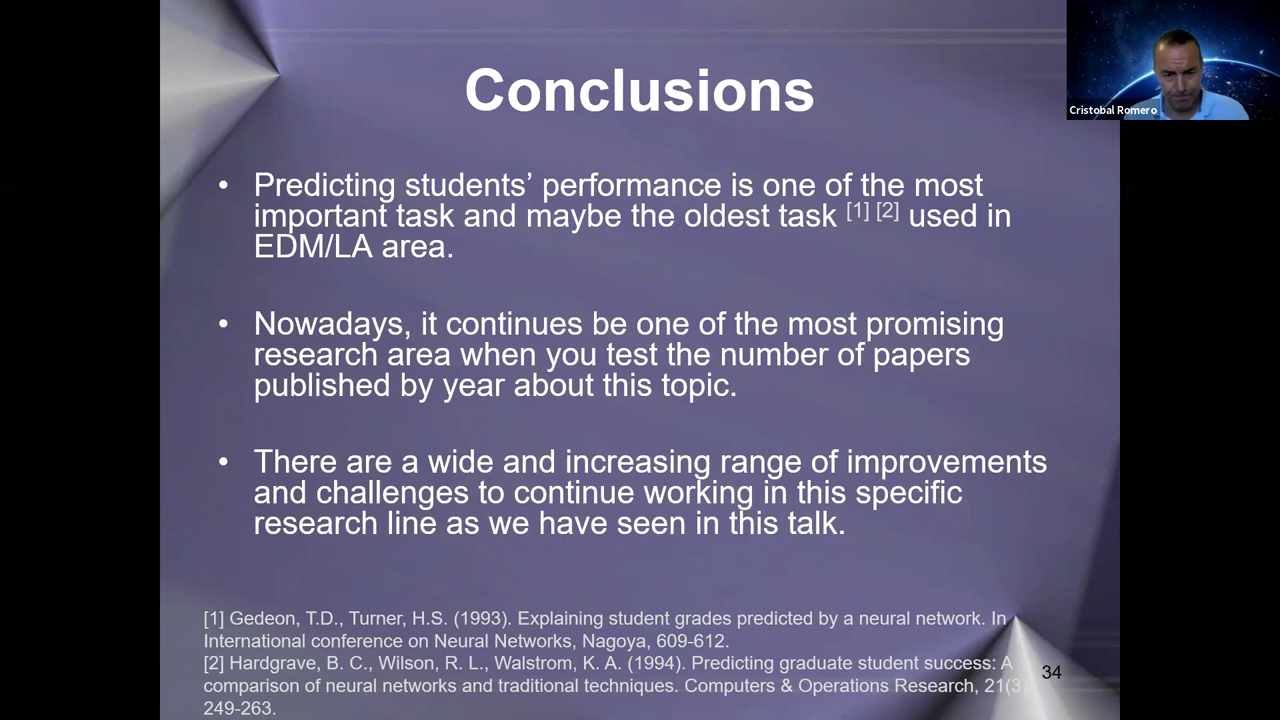 Conclusions
Cristobal Romero
• Predicting students’ performance is one of the most
important task and maybe the oldest task [1] [2] used in
EDM/LA area.
• Nowadays, it continues be one of the most promising
research area when you test the number of papers
published by year about this topic.
• There are a wide and increasing range of improvements
and challenges to continue working in this specific
research line as we have seen in this talk.
[1] Gedeon, T.D., Turner, H.S. (1993). Explaining student grades predicted by a neural network. In
International conference on Neural Networks, Nagoya, 609-612.
[2] Hardgrave, B. C., Wilson, R. L., Walstrom, K. A. (1994). Predicting graduate student success: A
comparison of neural networks and traditional techniques. Computers & Operations Research, 21(3)
249-263.
34